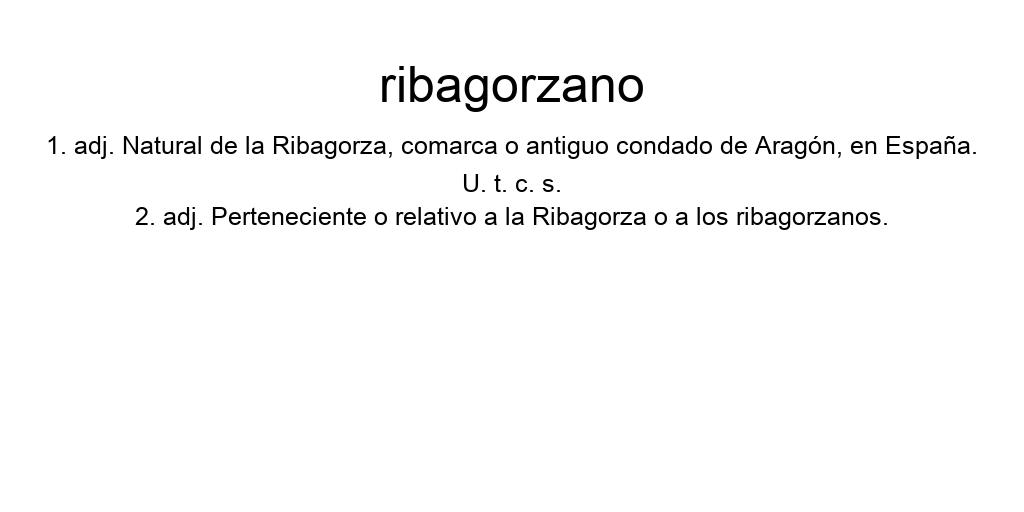 ribagorzano
1. adj. Natural de la Ribagorza, comarca o antiguo condado de Aragón, en España.
U. t. c. s.
2. adj. Perteneciente o relativo a la Ribagorza o a los ribagorzanos.